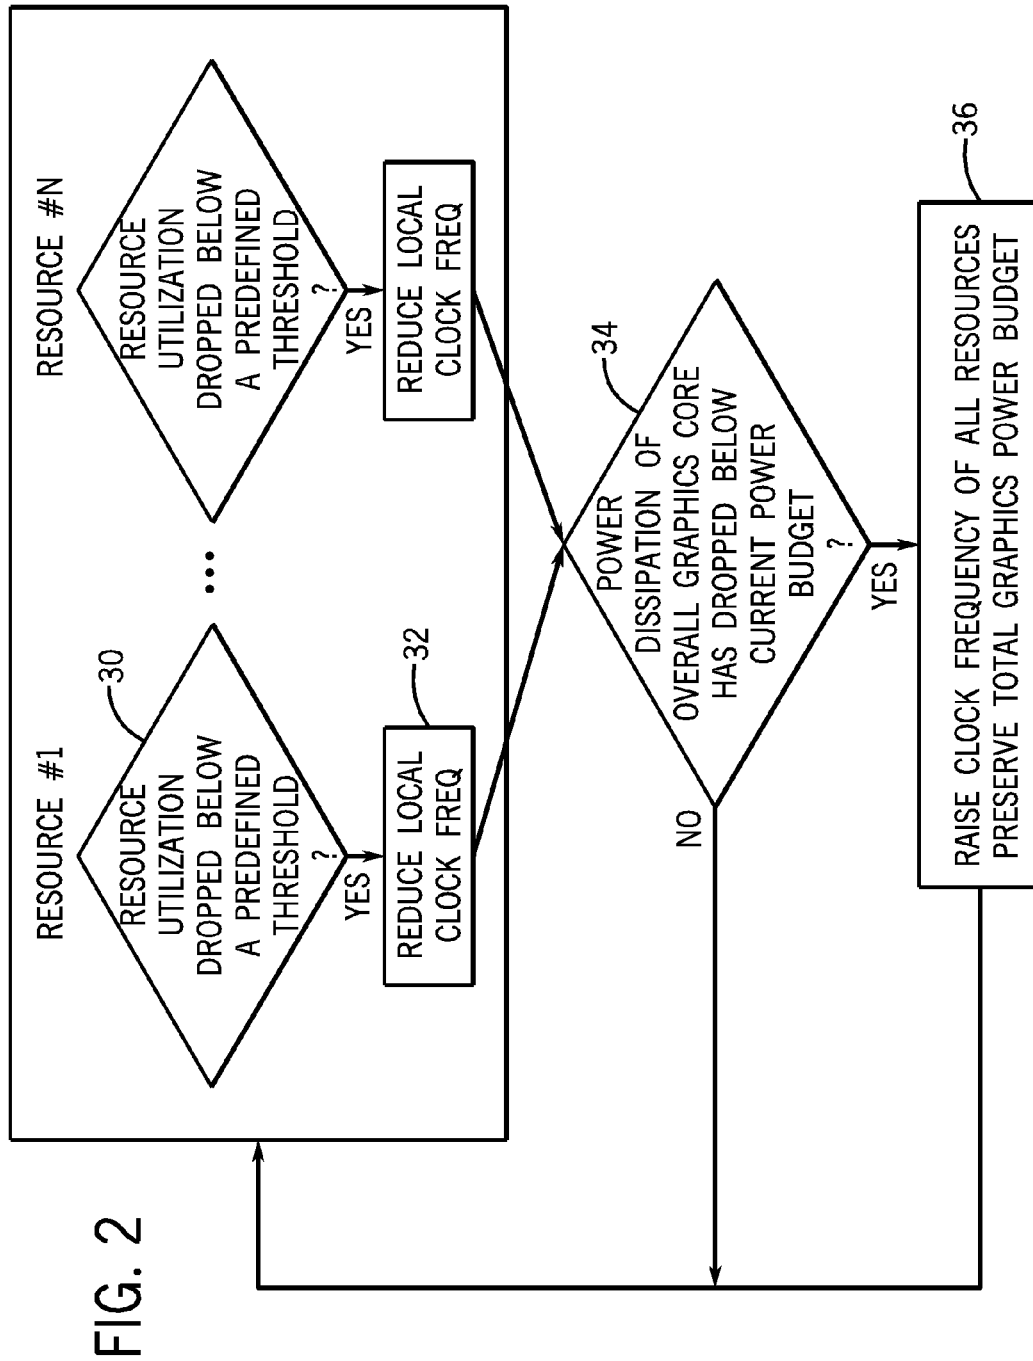 FIG. 2
RESOURCE #1
30
RESOURCE
UTILIZATION
DROPPED BELOW
A PREDEFINED
THRESHOLD
?
YES
32
REDUCE LOCAL
CLOCK FREQ
...
RESOURCE #N
RESOURCE
UTILIZATION
DROPPED BELOW
A PREDEFINED
THRESHOLD
?
YES
REDUCE LOCAL
CLOCK FREQ
34
POWER
DISSIPATION OF
OVERALL GRAPHICS CORE
HAS DROPPED BELOW
CURRENT POWER
BUDGET
?
NO
YES
36
RAISE CLOCK FREQUENCY OF ALL RESOURCES
PRESERVE TOTAL GRAPHICS POWER BUDGET